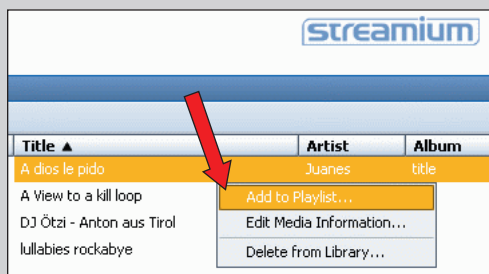 streamium
Title ▲ Artist Album
A dios le pido Juanes title
A View to a kill loop Add to Playlist...
DJ Ötzi - Anton aus Tirol Edit Media Information...
lullabies rockabye Delete from Library...